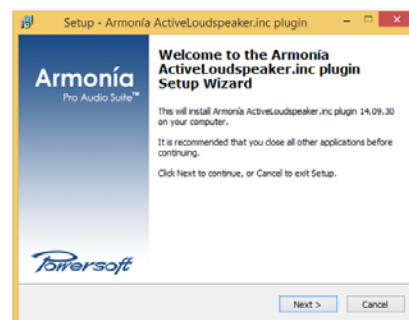 Setup - Armonía ActiveLoudspeaker.inc plugin
Armonía
Pro Audio Suite™
Welcome to the Armonía
ActiveLoudspeaker.inc plugin
Setup Wizard
This will install Armonía ActiveLoudspeaker.inc plugin 14.09.30
on your computer.
It is recommended that you close all other applications before
continuing.
Click Next to continue, or Cancel to exit Setup.
Powersoft
Next >
Cancel